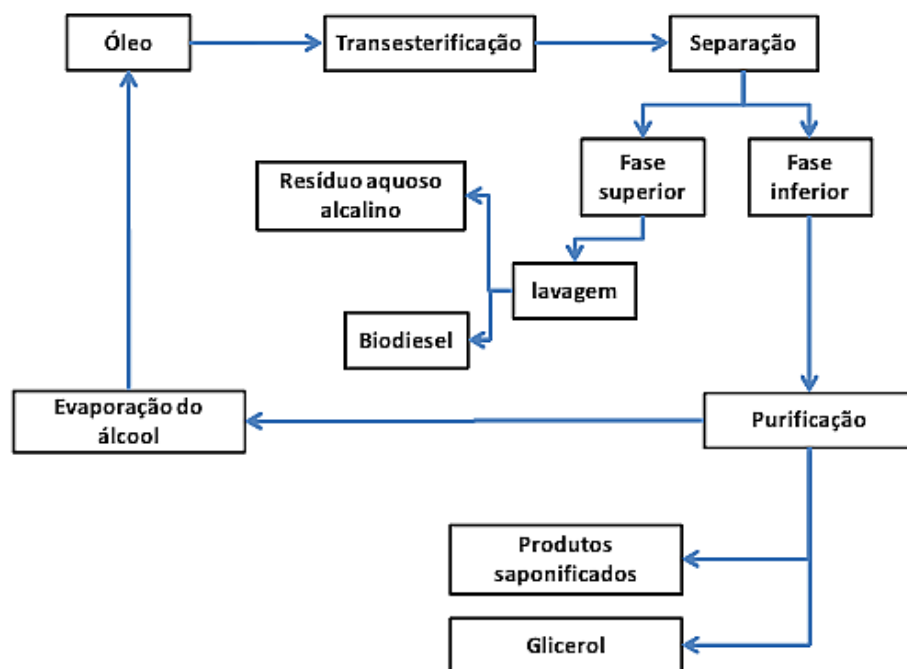 Óleo
Transesterificação
Separação
Fase
superior
Fase
inferior
Resíduo aquoso
alcalino
lavagem
Biodiesel
Evaporação do
álcool
Purificação
Produtos
saponificados
Glicerol